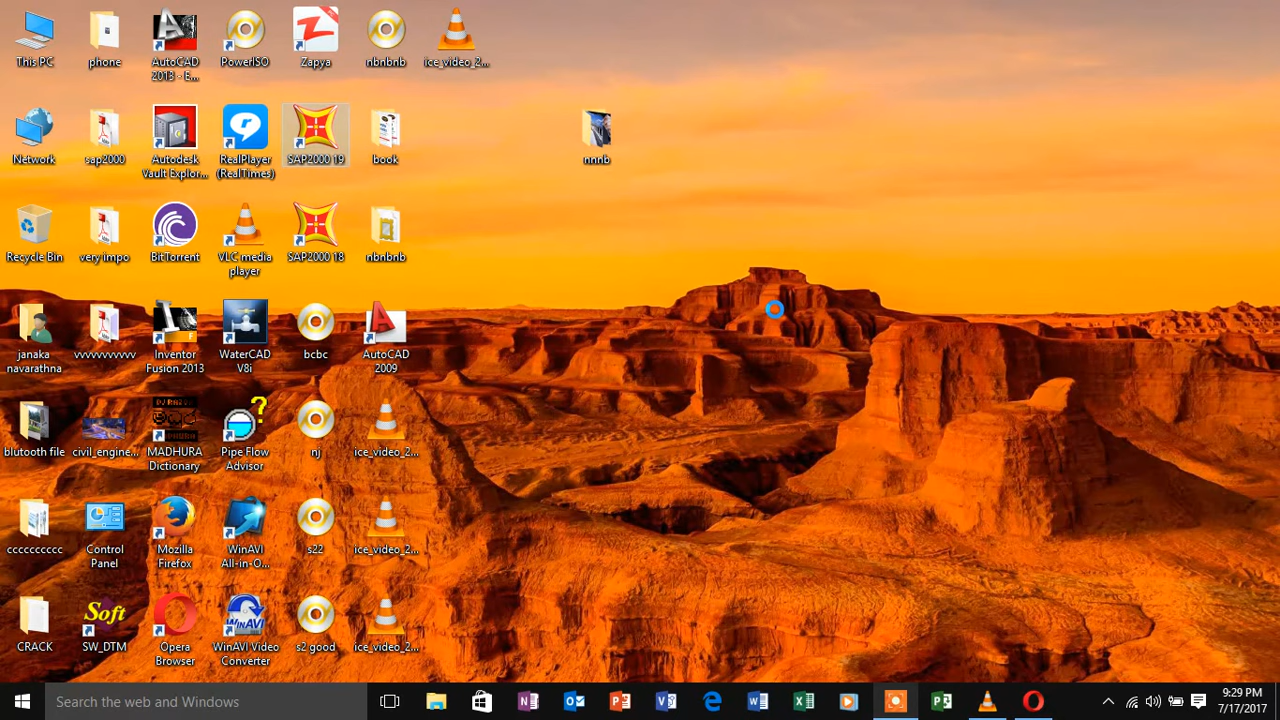 This PC
phone
AutoCAD
2013 - E...
PowerISO
Zapya
nbnbnb
ice_video_2...
Network
sap2000
Autodesk
Vault Explor...
RealPlayer
(RealTimes)
SAP2000 19
book
nnnb
Recycle Bin
very impo
BitTorrent
VLC media
player
SAP2000 18
nbnbnb
janaka
navarathna
vvvvvvvvvvv
Inventor
Fusion 2013
WaterCAD
V8i
bcbc
AutoCAD
2009
blutooth file
civil_engine...
MADHURA
Dictionary
Pipe Flow
Advisor
nj
ice_video_2...
cccccccccc
Control
Panel
Mozilla
Firefox
WinAVI
All-in-O...
s22
ice_video_2...
CRACK
Soft
SW_DTM
Opera
Browser
WinAVI
WinAVI Video
Converter
s2 good
ice_video_2...
Search the web and Windows
9:29 PM
7/17/2017